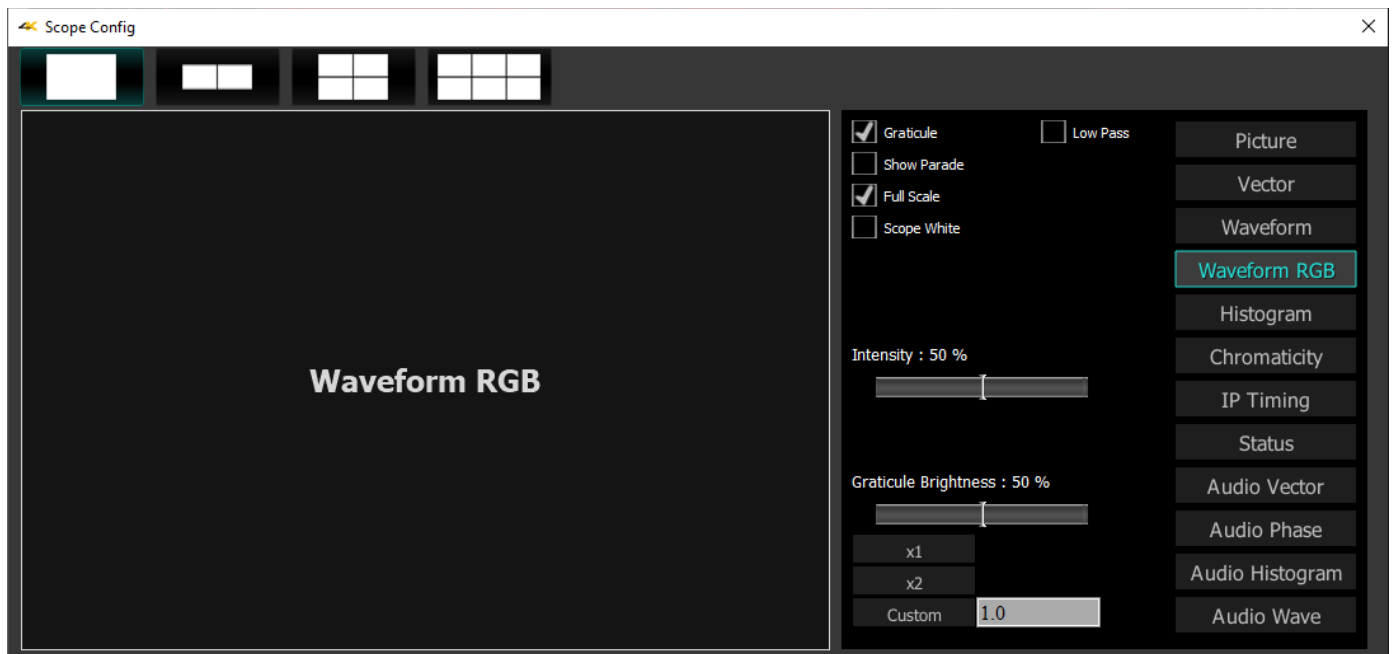 4K Scope Config
Waveform RGB
Graticule
Low Pass
Show Parade
Full Scale
Scope White
Intensity : 50 %
Graticule Brightness : 50 %
x1
x2
Custom
1.0
Picture
Vector
Waveform
Waveform RGB
Histogram
Chromaticity
IP Timing
Status
Audio Vector
Audio Phase
Audio Histogram
Audio Wave